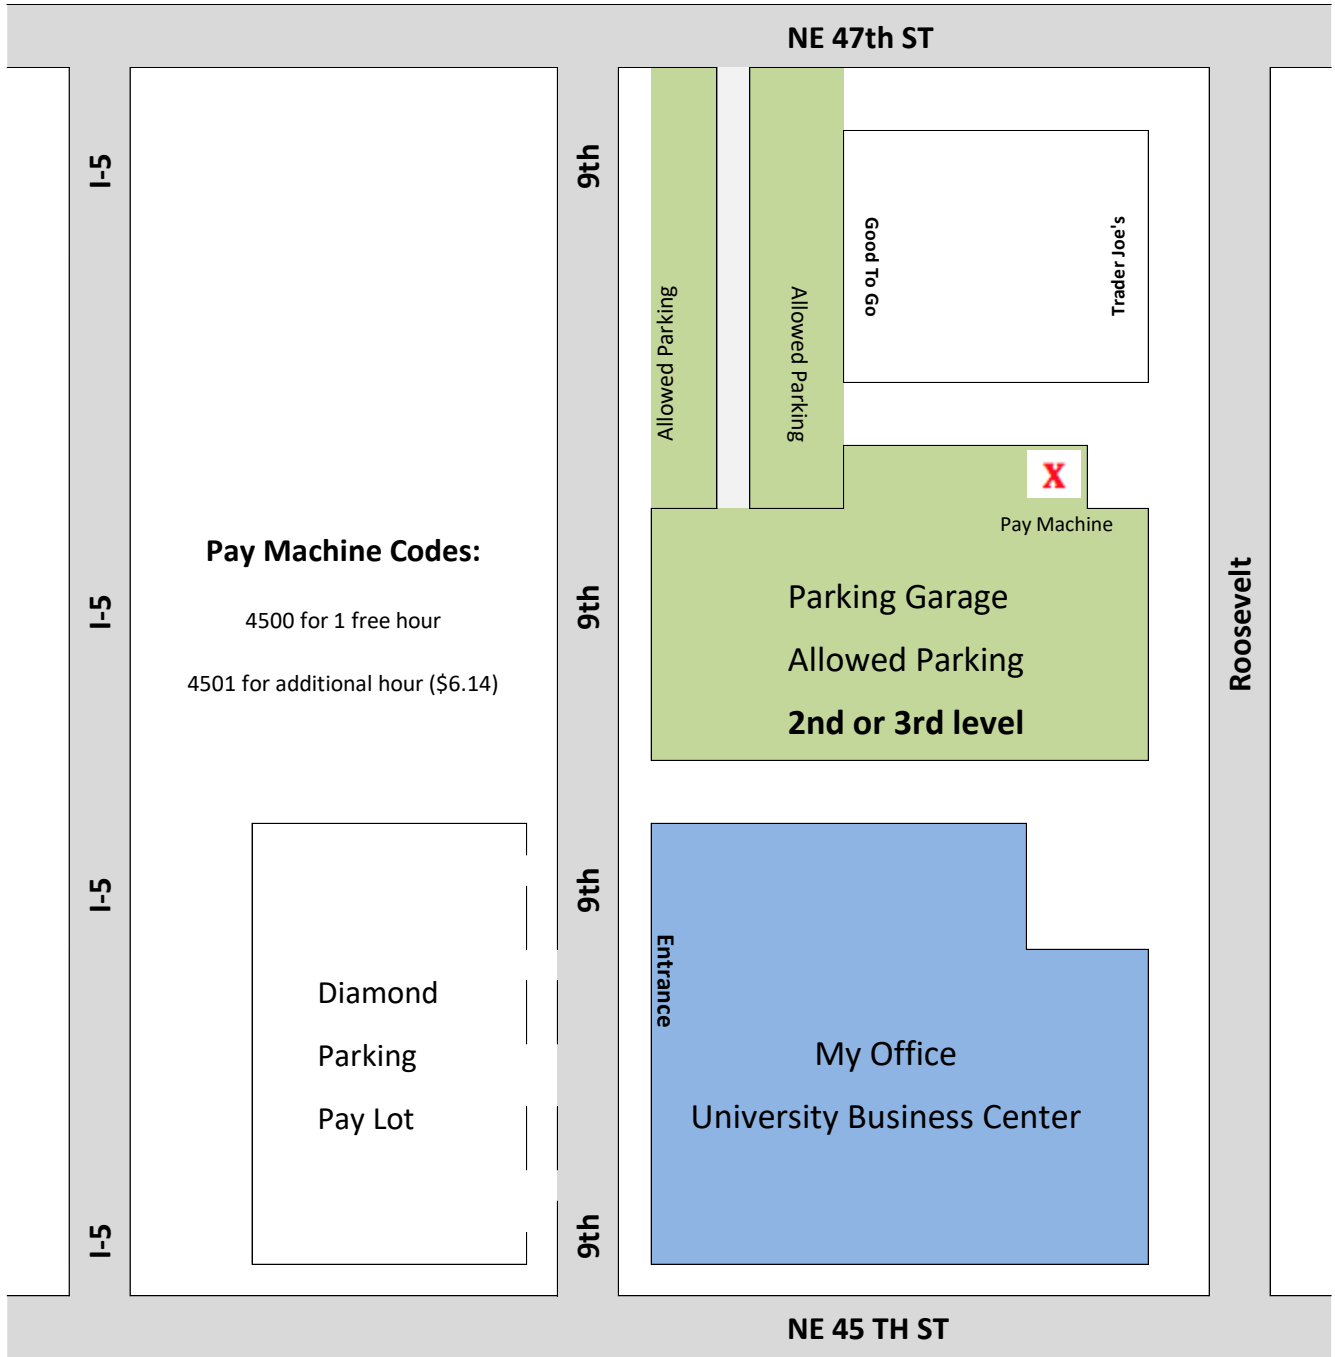 NE 47th ST
I-5
9th
Good To Go
Trader Joe's
Allowed Parking
Allowed Parking
X
Pay Machine
Pay Machine Codes:
4500 for 1 free hour
4501 for additional hour ($6.14)
I-5
9th
Parking Garage
Allowed Parking
2nd or 3rd level
Roosevelt
I-5
9th
Entrance
Diamond
Parking
Pay Lot
My Office
University Business Center
I-5
9th
NE 45 TH ST